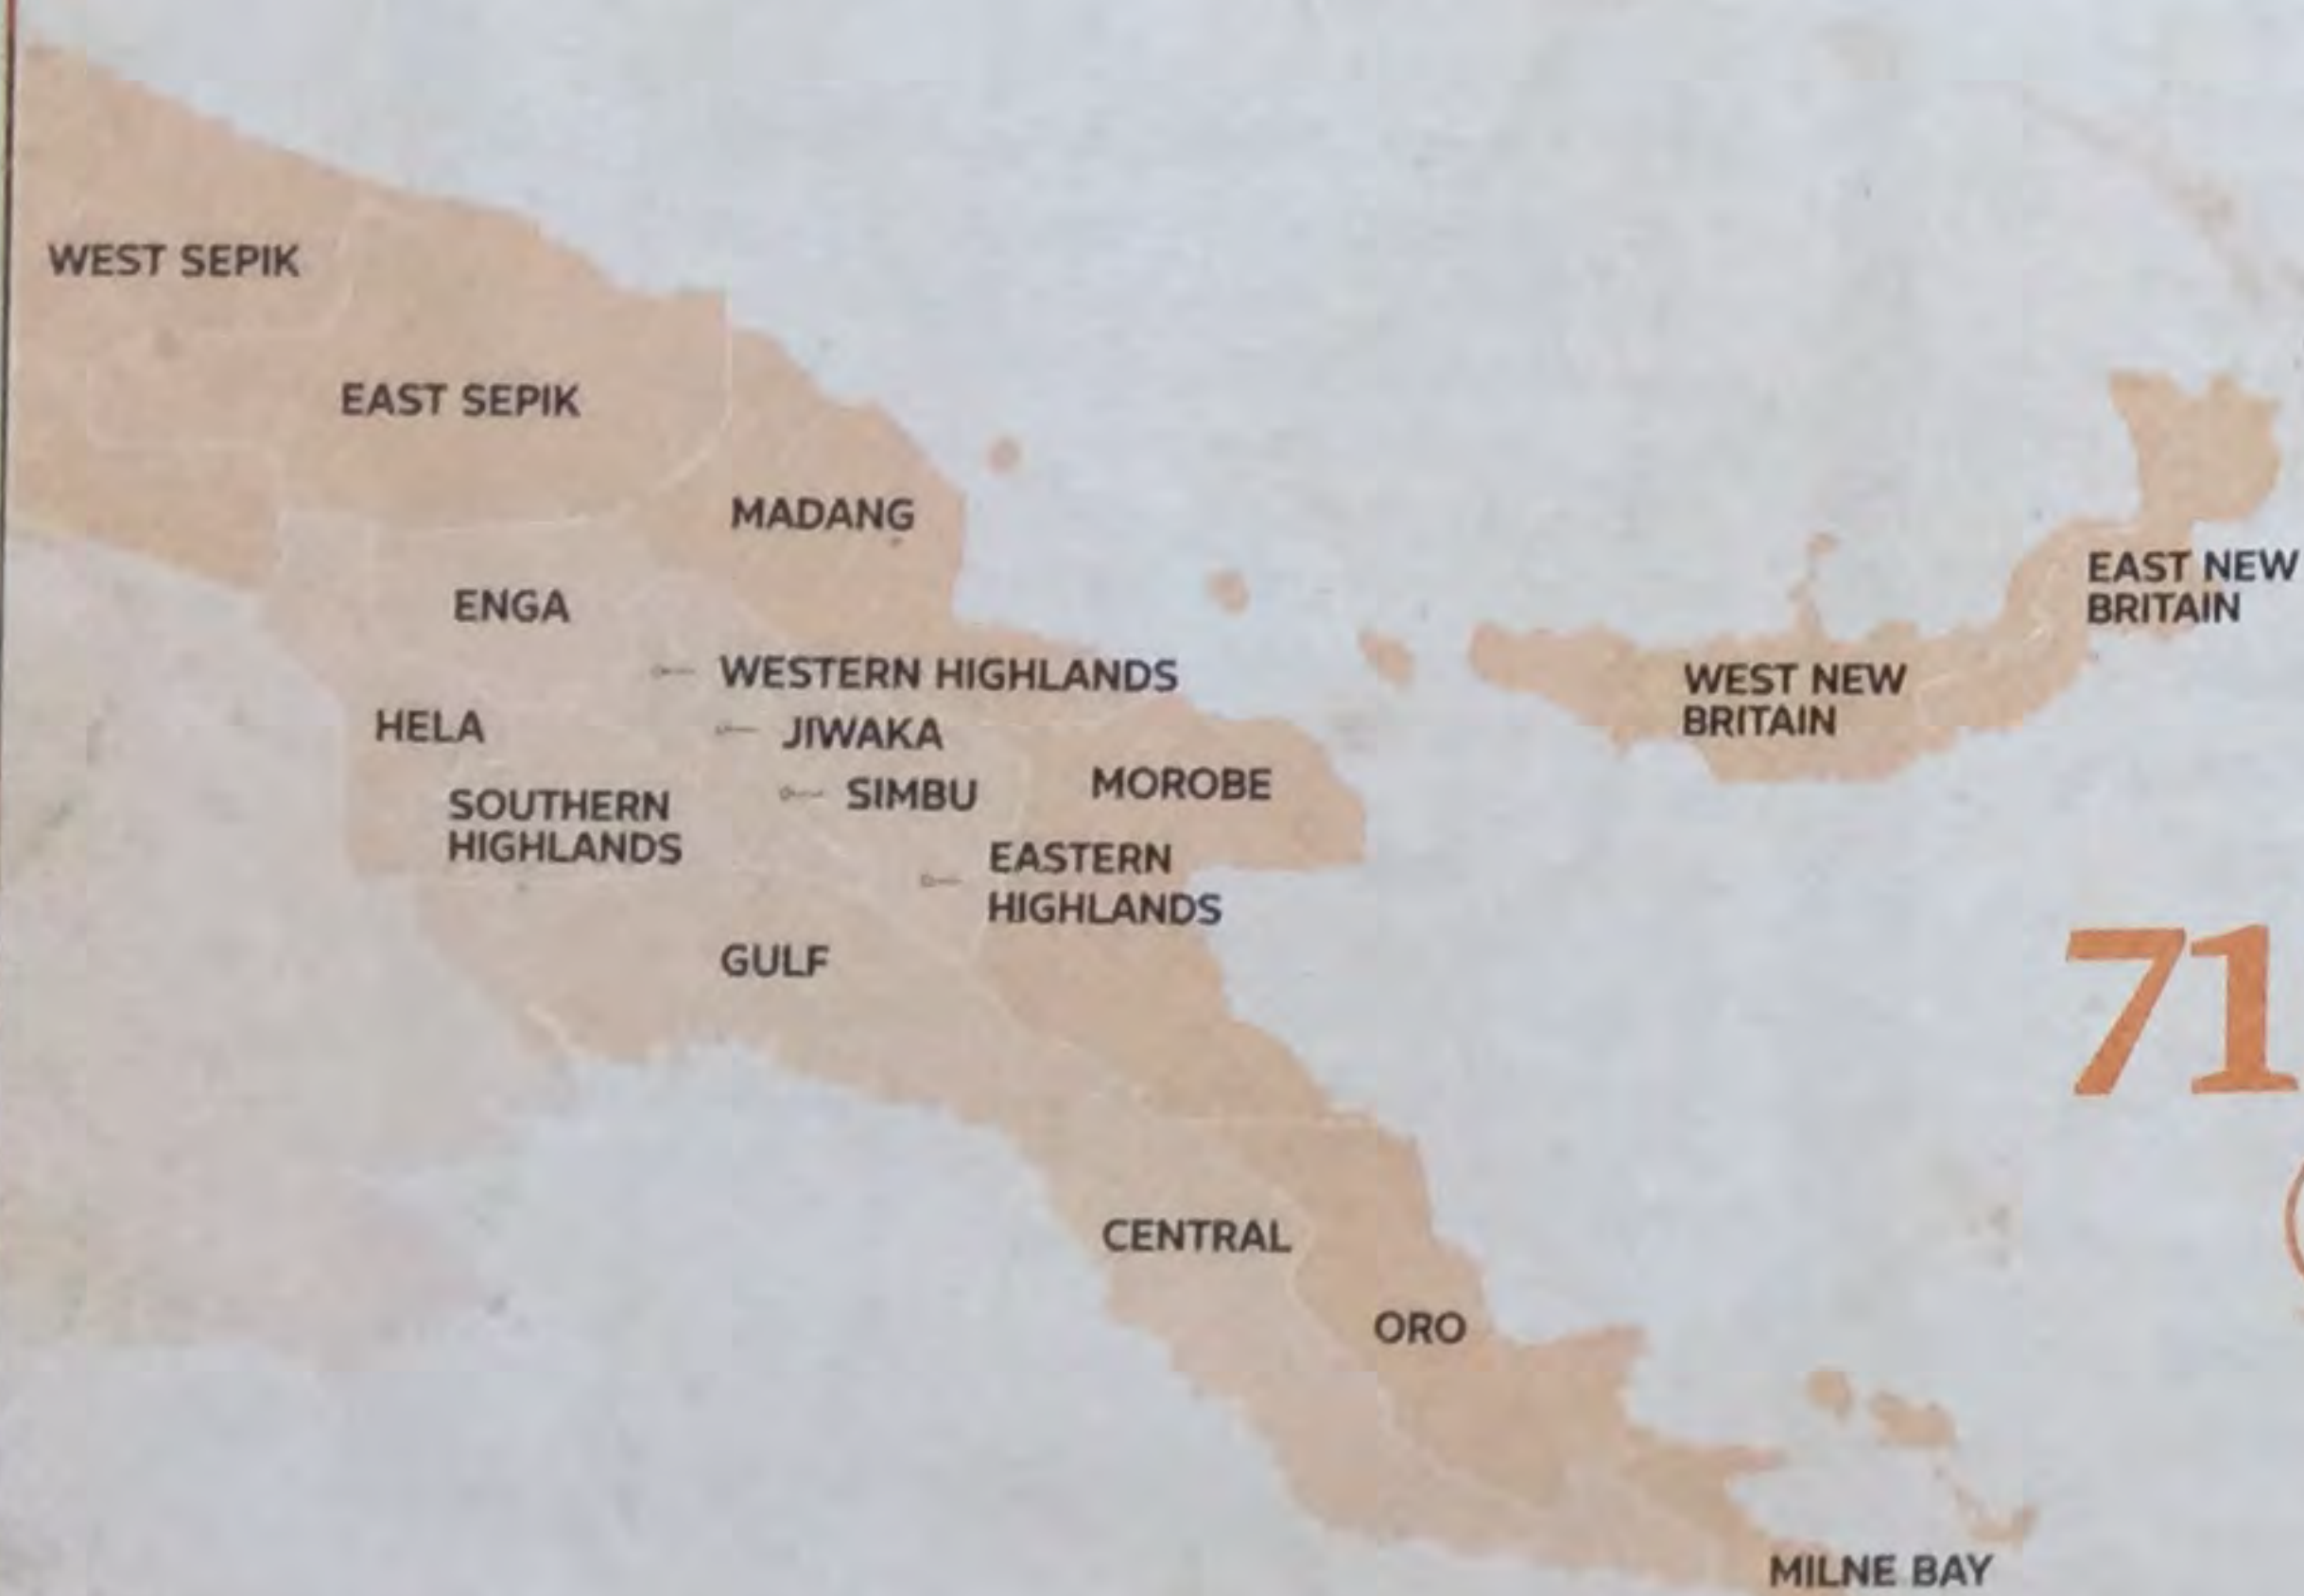 WEST SEPIK
EAST SEPIK
MADANG
ENGA
EAST NEW
BRITAIN
WESTERN HIGHLANDS
WEST NEW
BRITAIN
HELA
JIWAKA
MOROBE
SIMBU
SOUTHERN
HIGHLANDS
EASTERN
HIGHLANDS
GULF
71
CENTRAL
ORO
MILNE BAY